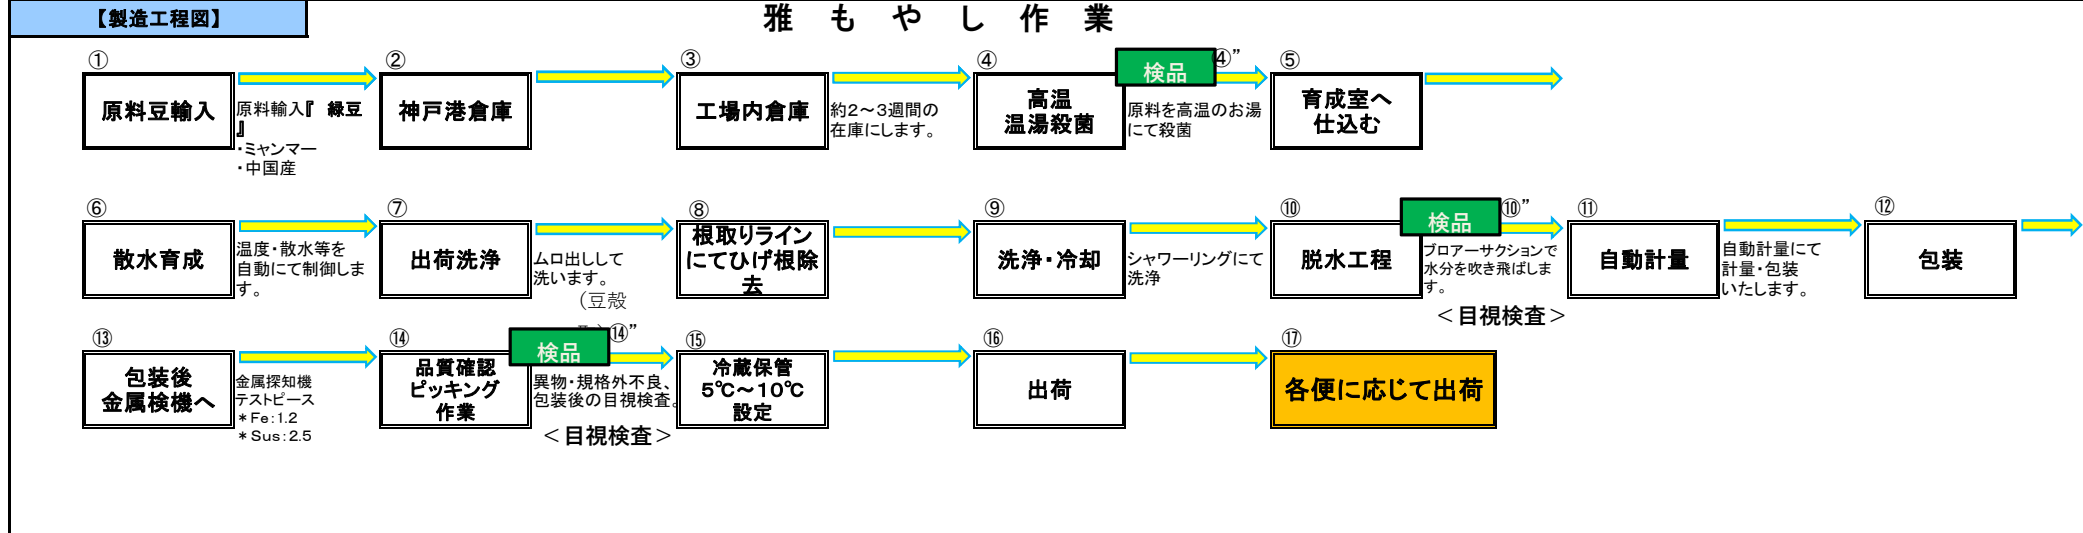 【製造工程図】
雅もやし作業
①
原料豆輸入
原料輸入『 緑豆
』
・ミャンマー
・中国産
②
神戸港倉庫
③
工場内倉庫
約2～3週間の
在庫にします。
④
高温
温湯殺菌
検品
④”
原料を高温のお湯
にて殺菌
⑤
育成室へ
仕込む
⑥
散水育成
温度・散水等を
自動にて制御しま
す。
⑦
出荷洗浄
ムロ出しして
洗います。
（豆殻
⑧
根取りライン
にてひげ根除
去
⑨
洗浄・冷却
シャワーリングにて
洗浄
⑩
脱水工程
検品
⑩”
ブロアーサクションで
水分を吹き飛ばしま
す。
＜目視検査＞
⑪
自動計量
自動計量にて
計量・包装
いたします。
⑫
包装
⑬
包装後
金属検機へ
金属探知機
テストピース
＊Fe：1.2
＊Sus：2.5
⑭
品質確認
ピッキング
作業
検品
⑭”
異物・規格外不良、
包装後の目視検査。
＜目視検査＞
⑮
冷蔵保管
5℃～10℃
設定
⑯
出荷
⑰
各便に応じて出荷